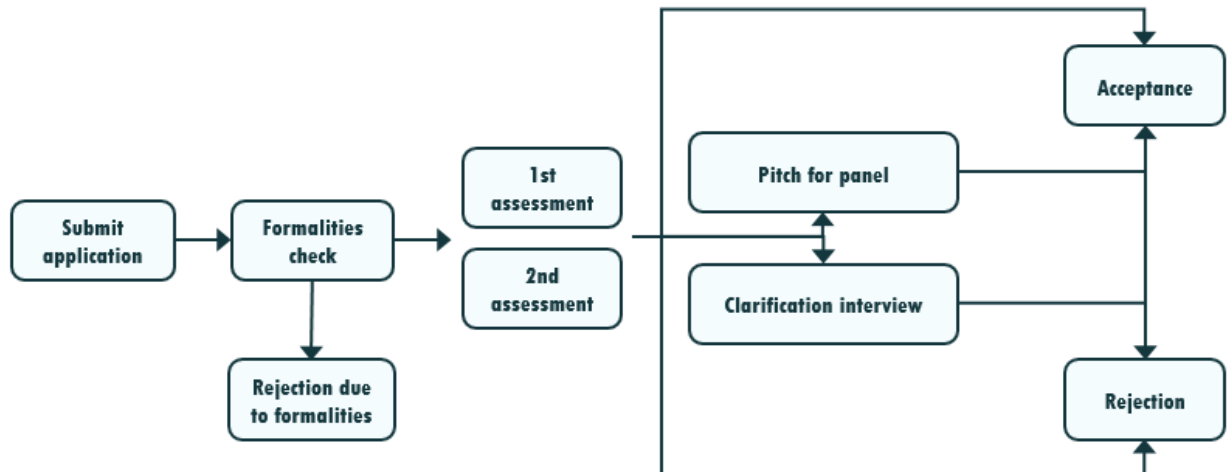 Submit
application
Formalities
check
Rejection due
to formalities
1st
assessment
2nd
assessment
Pitch for panel
Clarification interview
Acceptance
Rejection